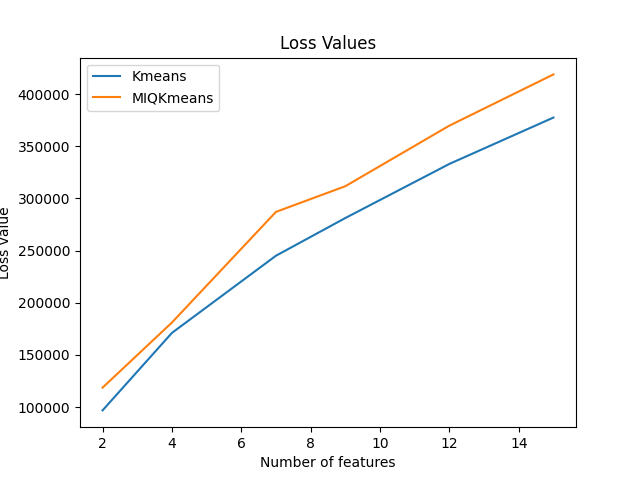 Loss Values
Kmeans
MIQKmeans
400000
350000
300000
250000
200000
150000
100000
Loss Value
2 4 6 8 10 12 14
Number of features